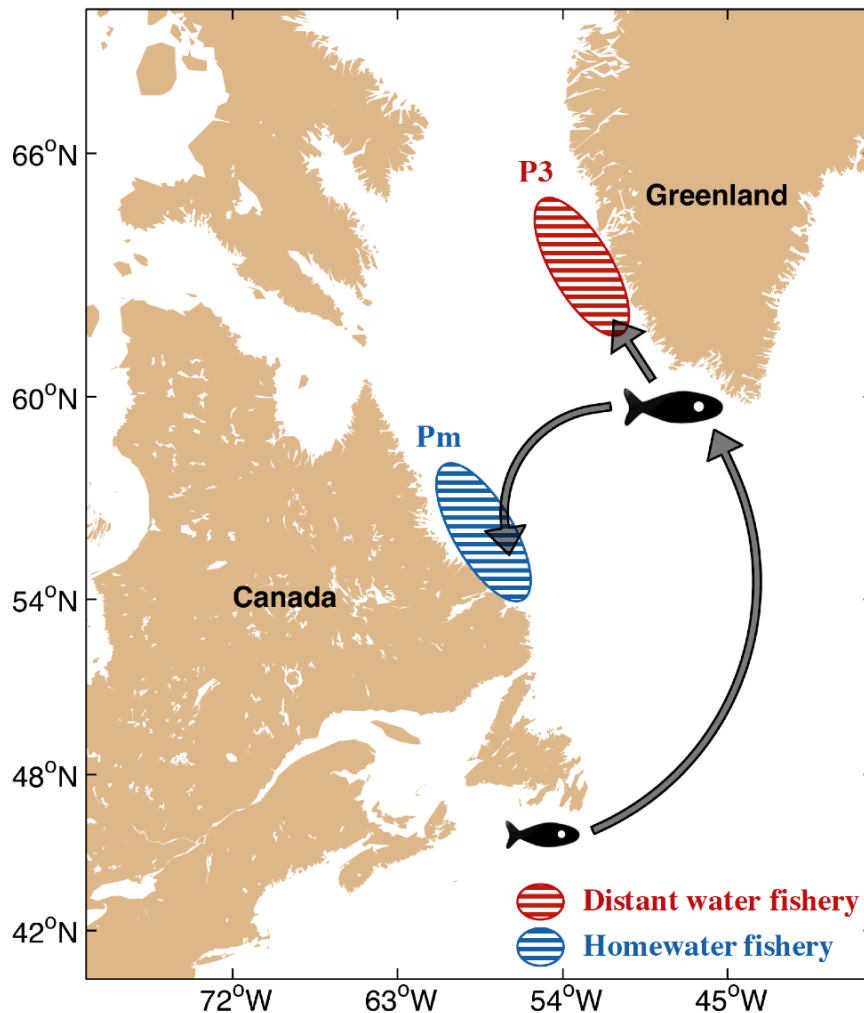 66°N
P3
Greenland
60°N
Pm
54°N
Canada
48°N
Distant water fishery
42°N
Homewater fishery
72°W 63°W 54°W 45°W